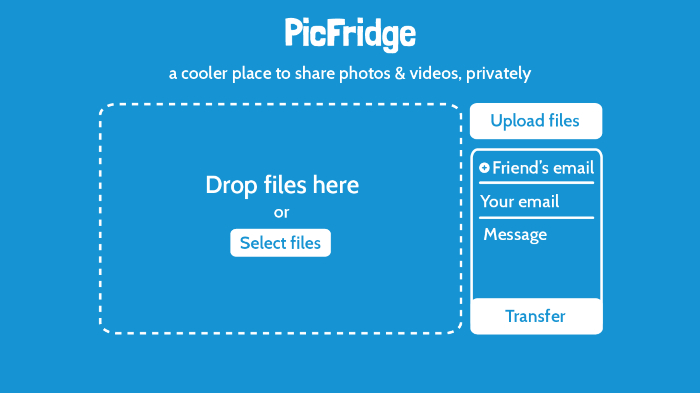 PicFridge
a cooler place to share photos & videos, privately
Drop files here
or
Select files
Upload files
Friend's email
Your email
Message
Transfer